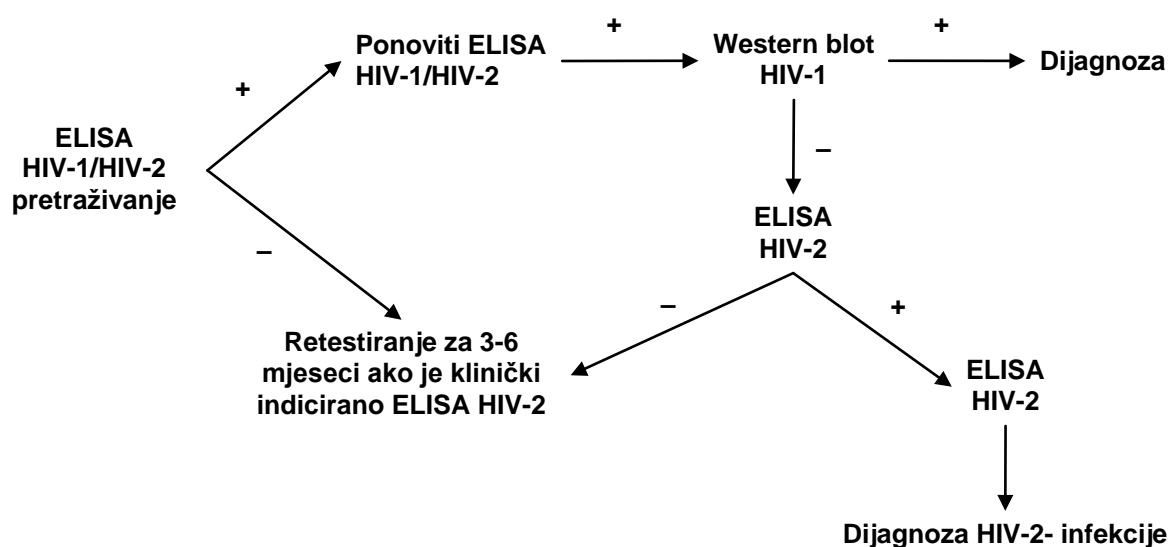 ELISA
HIV-1/HIV-2
pretraživanje
+
–
Ponoviti ELISA
HIV-1/HIV-2
+
Western blot
HIV-1
+
Dijagnoza
–
ELISA
HIV-2
–
+
Retestiranje za 3-6
mjeseci ako je klinički
indicirano ELISA HIV-2
ELISA
HIV-2
Dijagnoza HIV-2- infekcije